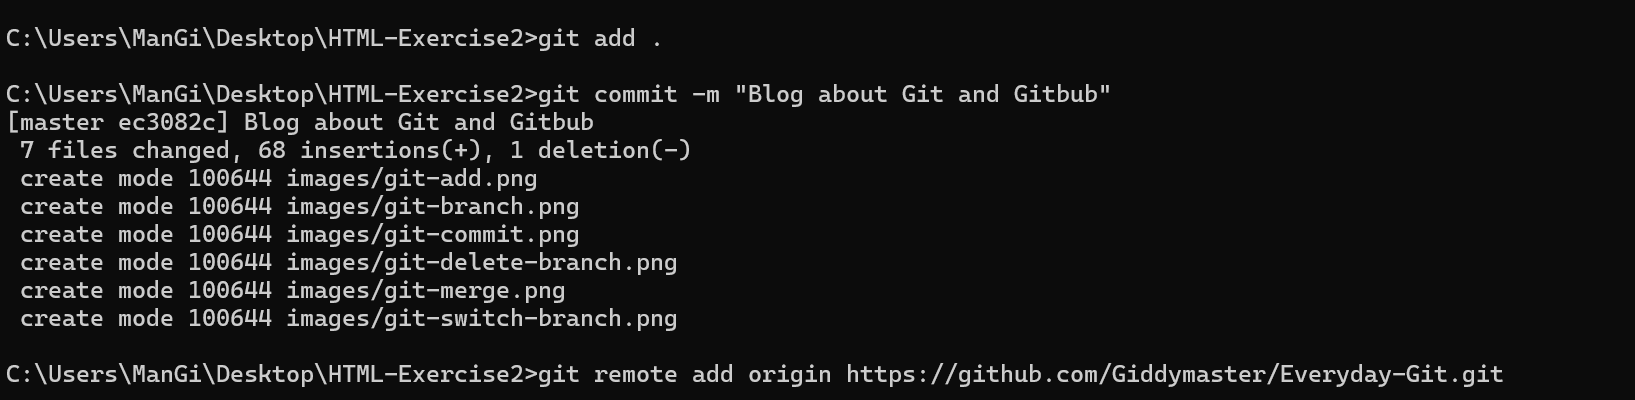 C:\Users\ManGi\Desktop\HTML-Exercise2>git add .
C:\Users\ManGi\Desktop\HTML-Exercise2>git commit -m "Blog about Git and Gitbub"
[master ec3082c] Blog about Git and Gitbub
 7 files changed, 68 insertions(+), 1 deletion(-)
 create mode 100644 images/git-add.png
 create mode 100644 images/git-branch.png
 create mode 100644 images/git-commit.png
 create mode 100644 images/git-delete-branch.png
 create mode 100644 images/git-merge.png
 create mode 100644 images/git-switch-branch.png
C:\Users\ManGi\Desktop\HTML-Exercise2>git remote add origin https://github.com/Giddymaster/Everyday-Git.git